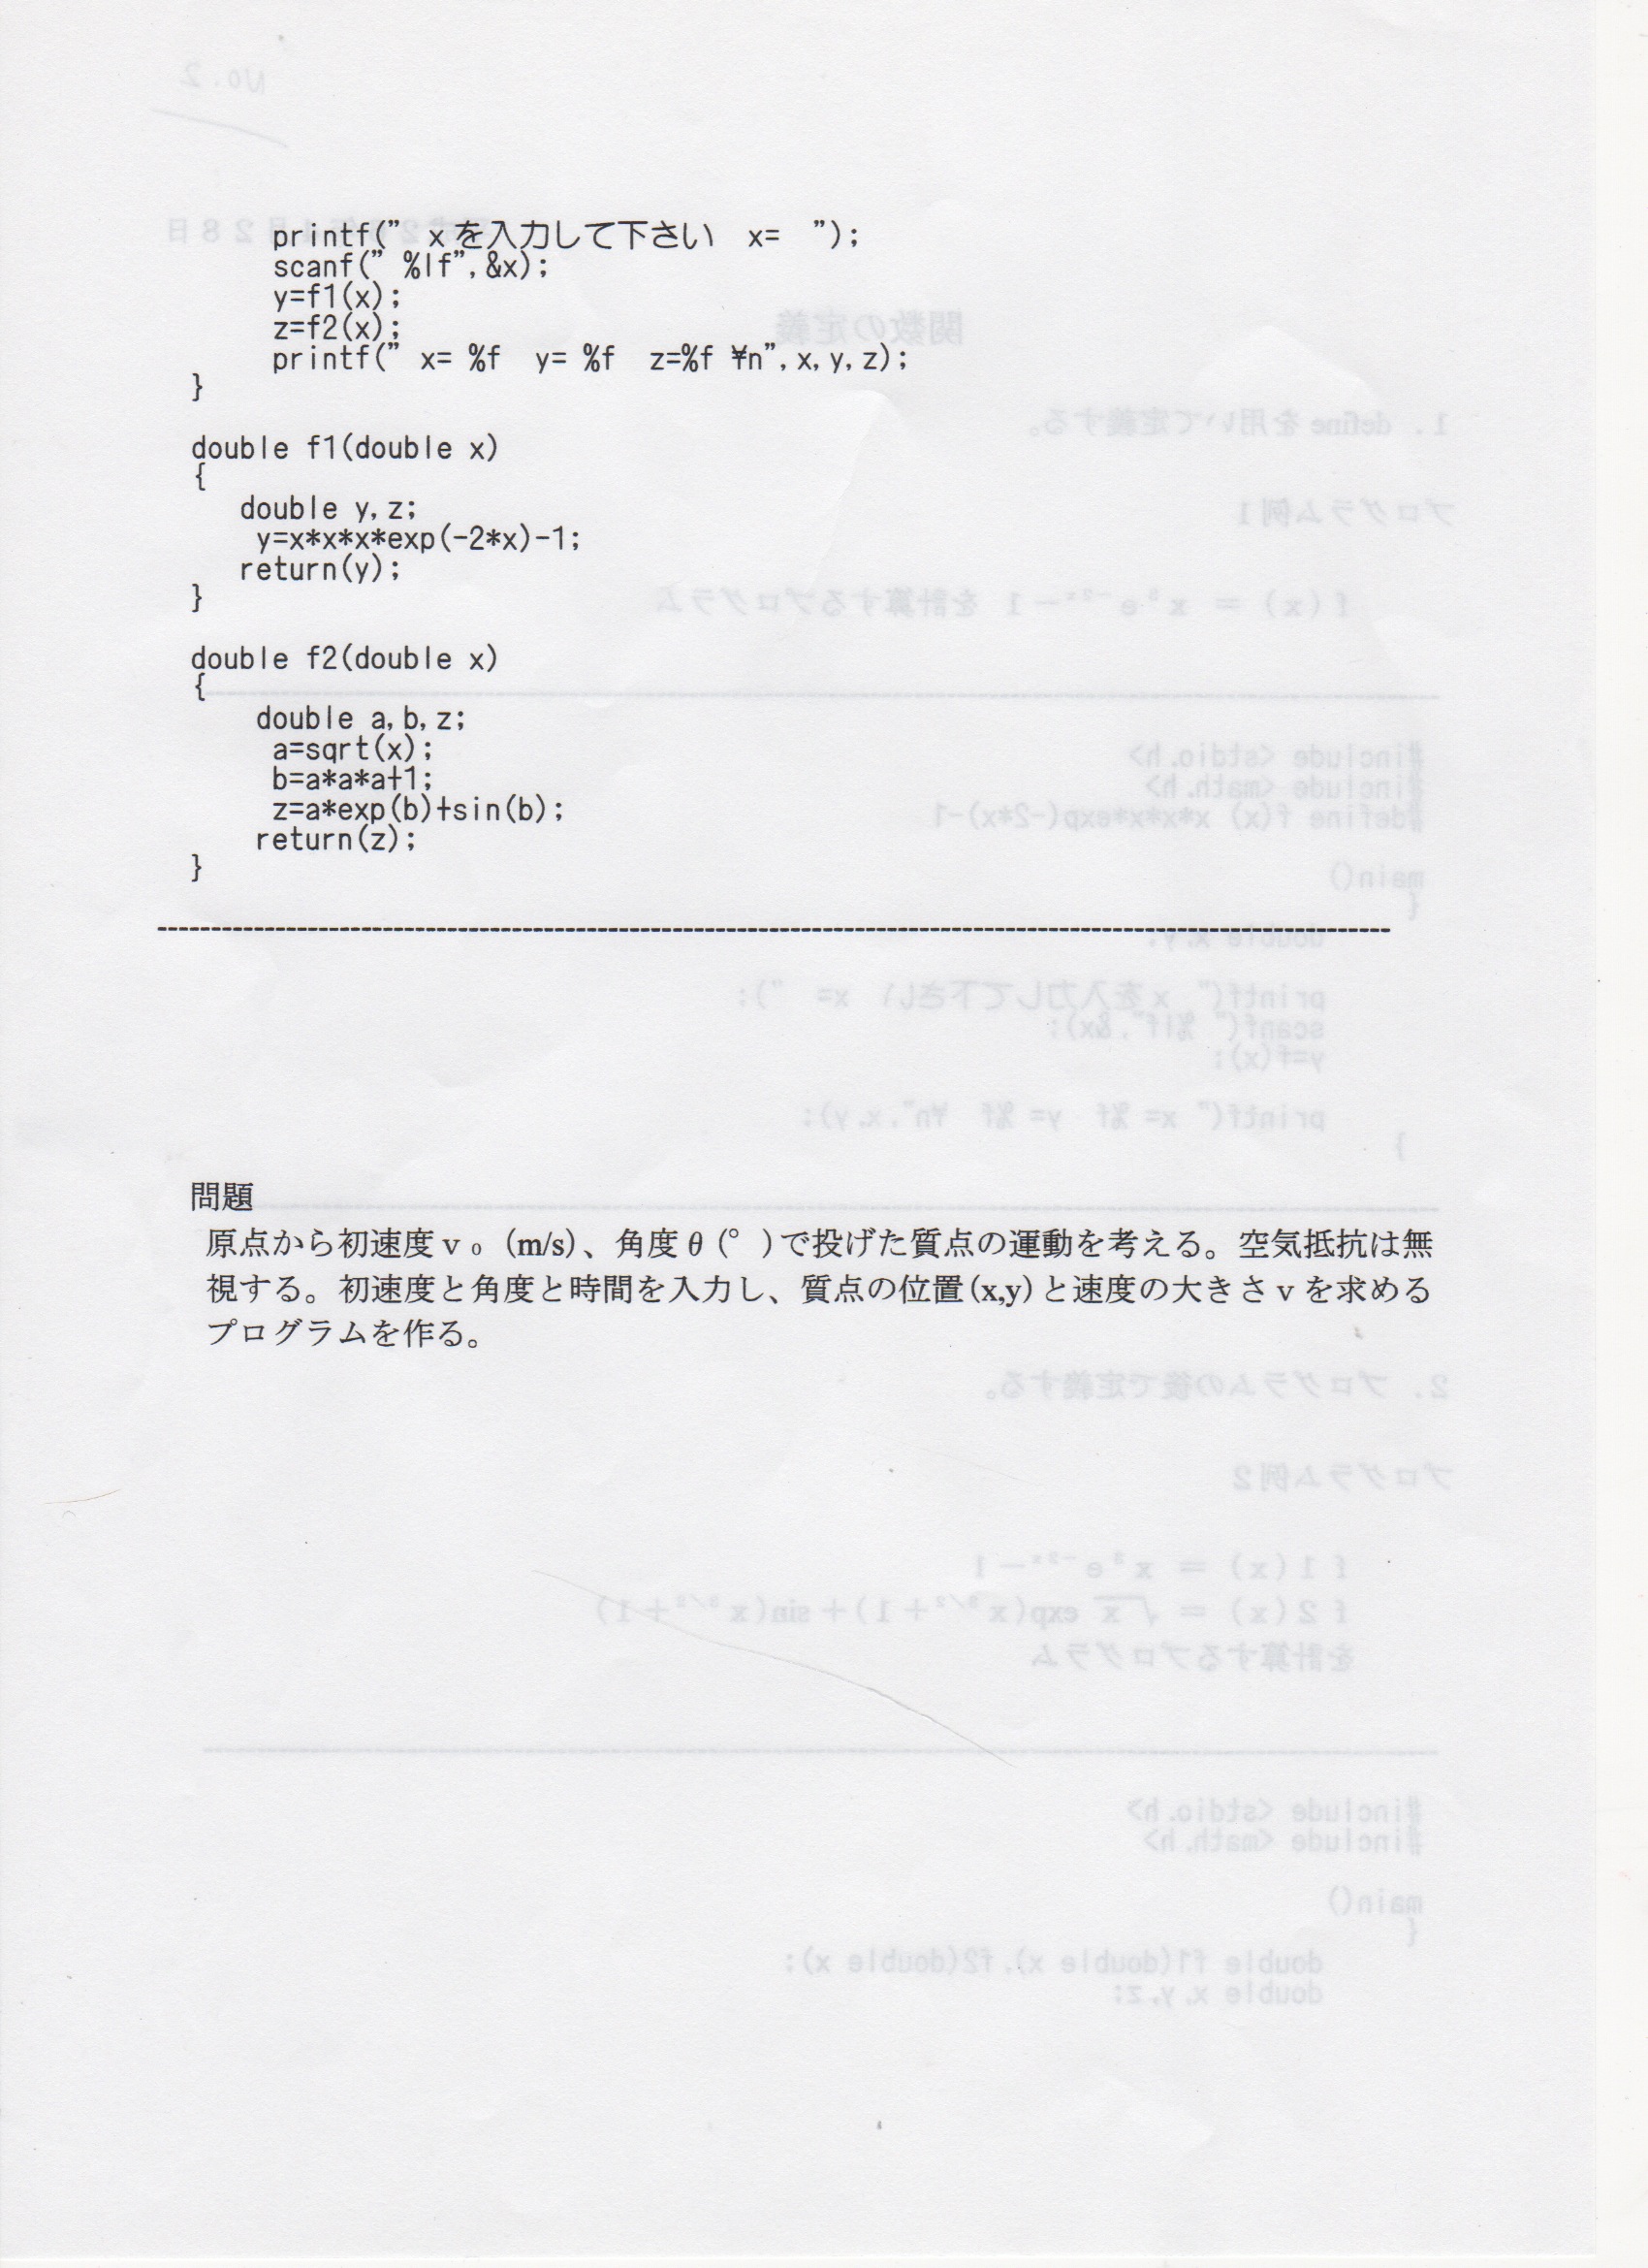 printf(” xを入力して下さい　x=　”);
scanf(” %lf”,&x);
y=f1(x);
z=f2(x);
printf(” x= %f  y= %f  z=%f ¥n”,x,y,z);
}
double f1(double x)
{
double y,z;
y=x*x*x*exp(-2*x)-1;
return(y);
}
double f2(double x)
{
double a,b,z;
a=sqrt(x);
b=a*a*a+1;
z=a*exp(b)+sin(b);
return(z);
}
問題
原点から初速度ｖ₀(m/s)、角度θ(°)で投げた質点の運動を考える。空気抵抗は無
視する。初速度と角度と時間を入力し、質点の位置(x,y)と速度の大きさvを求める
プログラムを作る。